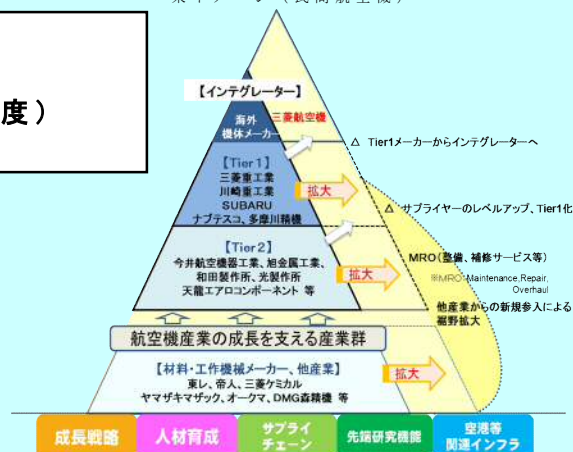 度）
【インテグレーター】
海外
機体メーカー
三菱航空機
△ Tier1メーカーからインテグレーターへ
【Tier1】
三菱重工業
川崎重工業
SUBARU
ナブテスコ、多摩川精機
拡大
△ サプライヤーのレベルアップ、Tier1化
【Tier2】
今井航空機器工業、旭金属工業、
和田製作所、光製作所
天龍エアロコンポーネント 等
拡大
MRO（整備、補修サービス等）
※MRO：Maintenance,Repair,
Overhaul
他産業からの新規参入による
裾野拡大
航空機産業の成長を支える産業群
【材料・工作機械メーカー、他産業】
東レ、帝人、三菱ケミカル
ヤマザキマザック、オークマ、DMG森精機 等
拡大
成長戦略
人材育成
サプライ
チェーン
先端研究機能
空港等
関連インフラ